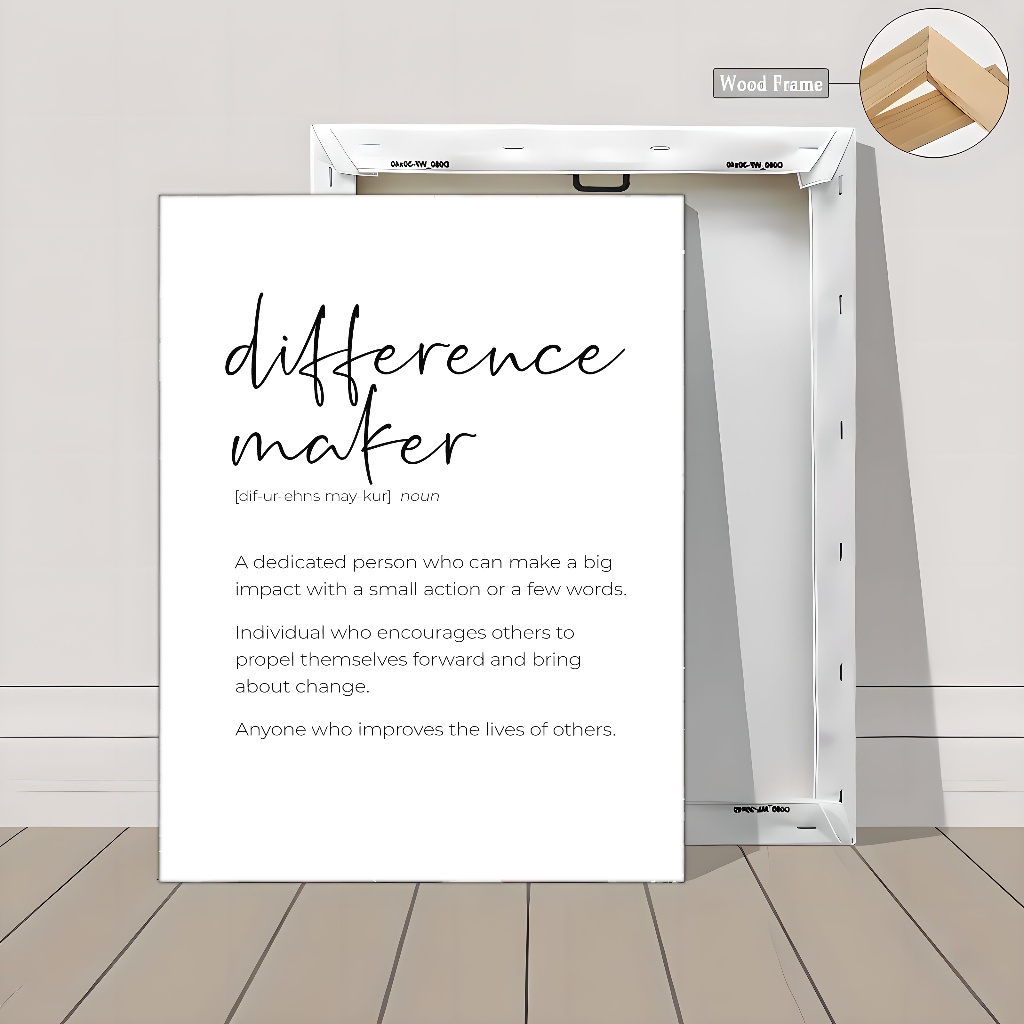 Wood Frame
difference
maker
[dif-ur-ehns may-kur] noun
A dedicated person who can make a big
impact with a small action or a few words.
Individual who encourages others to
propel themselves forward and bring
about change.
Anyone who improves the lives of others.